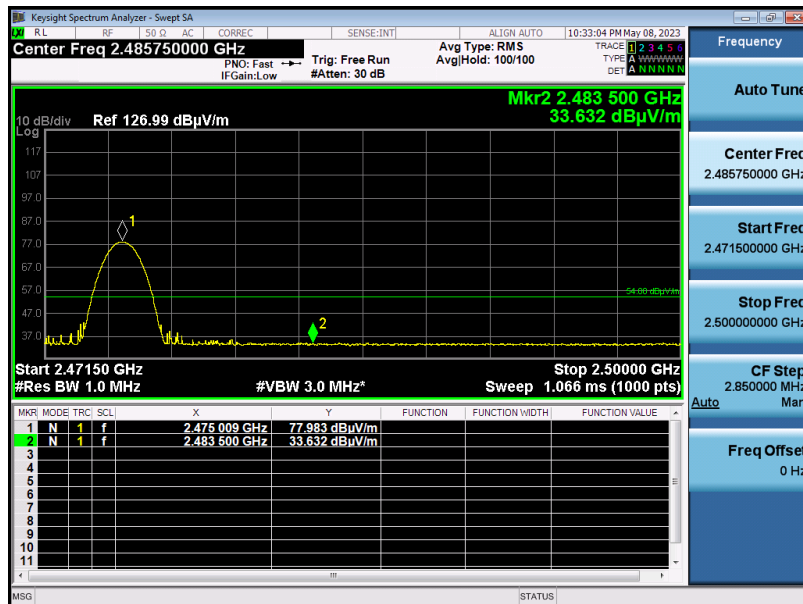 Keysight Spectrum Analyzer - Swept SA
LXI RL RF 50 Ω AC CORREC SENSE:INT ALIGN AUTO 10:33:04 PM May 08, 2023
Center Freq 2.485750000 GHz
PNO: Fast
IFGain:Low
Trig: Free Run
#Atten: 30 dB
Avg Type: RMS
Avg|Hold: 100/100
TRACE 1 2 3 4 5 6
TYPE A WWWWW
DET A N N N N N
Mkr2 2.483 500 GHz
33.632 dBµV/m
10 dB/div Ref 126.99 dBµV/m
Log
117
107
97.0
87.0
77.0
67.0
57.0
47.0
37.0
1
2
54.00 dBµV/m
Start 2.47150 GHz Stop 2.50000 GHz
#Res BW 1.0 MHz #VBW 3.0 MHz* Sweep 1.066 ms (1000 pts)
MKR MODE TRC SCL X Y FUNCTION FUNCTION WIDTH FUNCTION VALUE
1 N 1 f 2.475 009 GHz 77.983 dBµV/m
2 N 1 f 2.483 500 GHz 33.632 dBµV/m
3
4
5
6
7
8
9
10
11
MSG STATUS
Frequency
Auto Tune
Center Freq
2.485750000 GHz
Start Freq
2.471500000 GHz
Stop Freq
2.500000000 GHz
CF Step
2.850000 MHz
Auto Man
Freq Offset
0 Hz